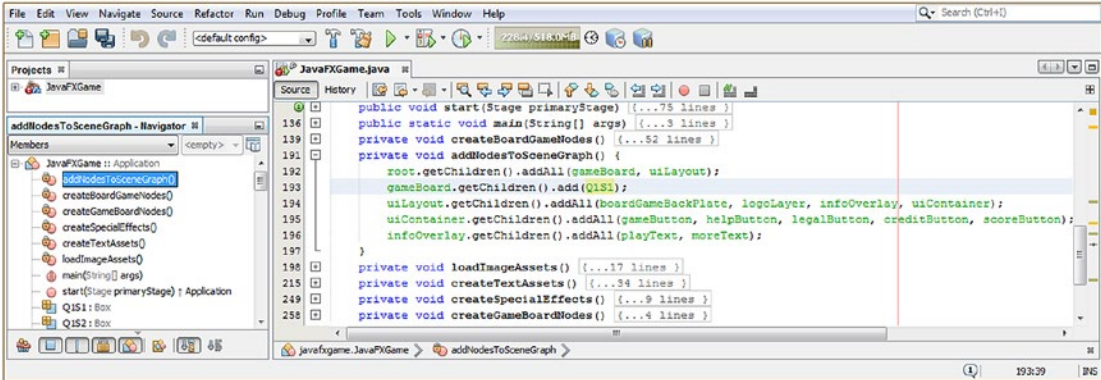 File Edit View Navigate Source Refactor Run Debug Profile Team Tools Window Help
Search (Ctrl+I)
<default config>
228.4/518.0MB
Projects
JavaFXGame
JavaFXGame.java
Source History
addNodesToSceneGraph - Navigator
Members
<empty>
JavaFXGame :: Application
addNodesToSceneGraph()
createBoardGameNodes()
createGameBoardNodes()
createSpecialEffects()
createTextAssets()
loadImageAssets()
main(String[] args)
start(Stage primaryStage) ↑ Application
Q1S1 : Box
Q1S2 : Box
public void start(Stage primaryStage) {...75 lines }
136 public static void main(String[] args) {...3 lines }
139 private void createBoardGameNodes() {...52 lines }
191 private void addNodesToSceneGraph() {
192 root.getChildren().addAll(gameBoard, uiLayout);
193 gameBoard.getChildren().add(Q1S1);
194 uiLayout.getChildren().addAll(boardGameBackPlate, logoLayer, infoOverlay, uiContainer);
195 uiContainer.getChildren().addAll(gameButton, helpButton, legalButton, creditButton, scoreButton);
196 infoOverlay.getChildren().addAll(playText, moreText);
197 }
198 private void loadImageAssets() {...17 lines }
215 private void createTextAssets() {...34 lines }
249 private void createSpecialEffects() {...9 lines }
258 private void createGameBoardNodes() {...4 lines }
javafxgame.JavaFXGame
addNodesToSceneGraph
1
193:39
INS